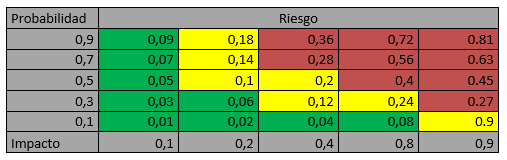 Probabilidad Riesgo
0,9 0,09 0,18 0,36 0,72 0.81
0,7 0,07 0,14 0,28 0,56 0.63
0,5 0,05 0,1 0,2 0,4 0.45
0,3 0,03 0,06 0,12 0,24 0.27
0,1 0,01 0,02 0,04 0,08 0.9
Impacto 0,1 0,2 0,4 0,8 0,9